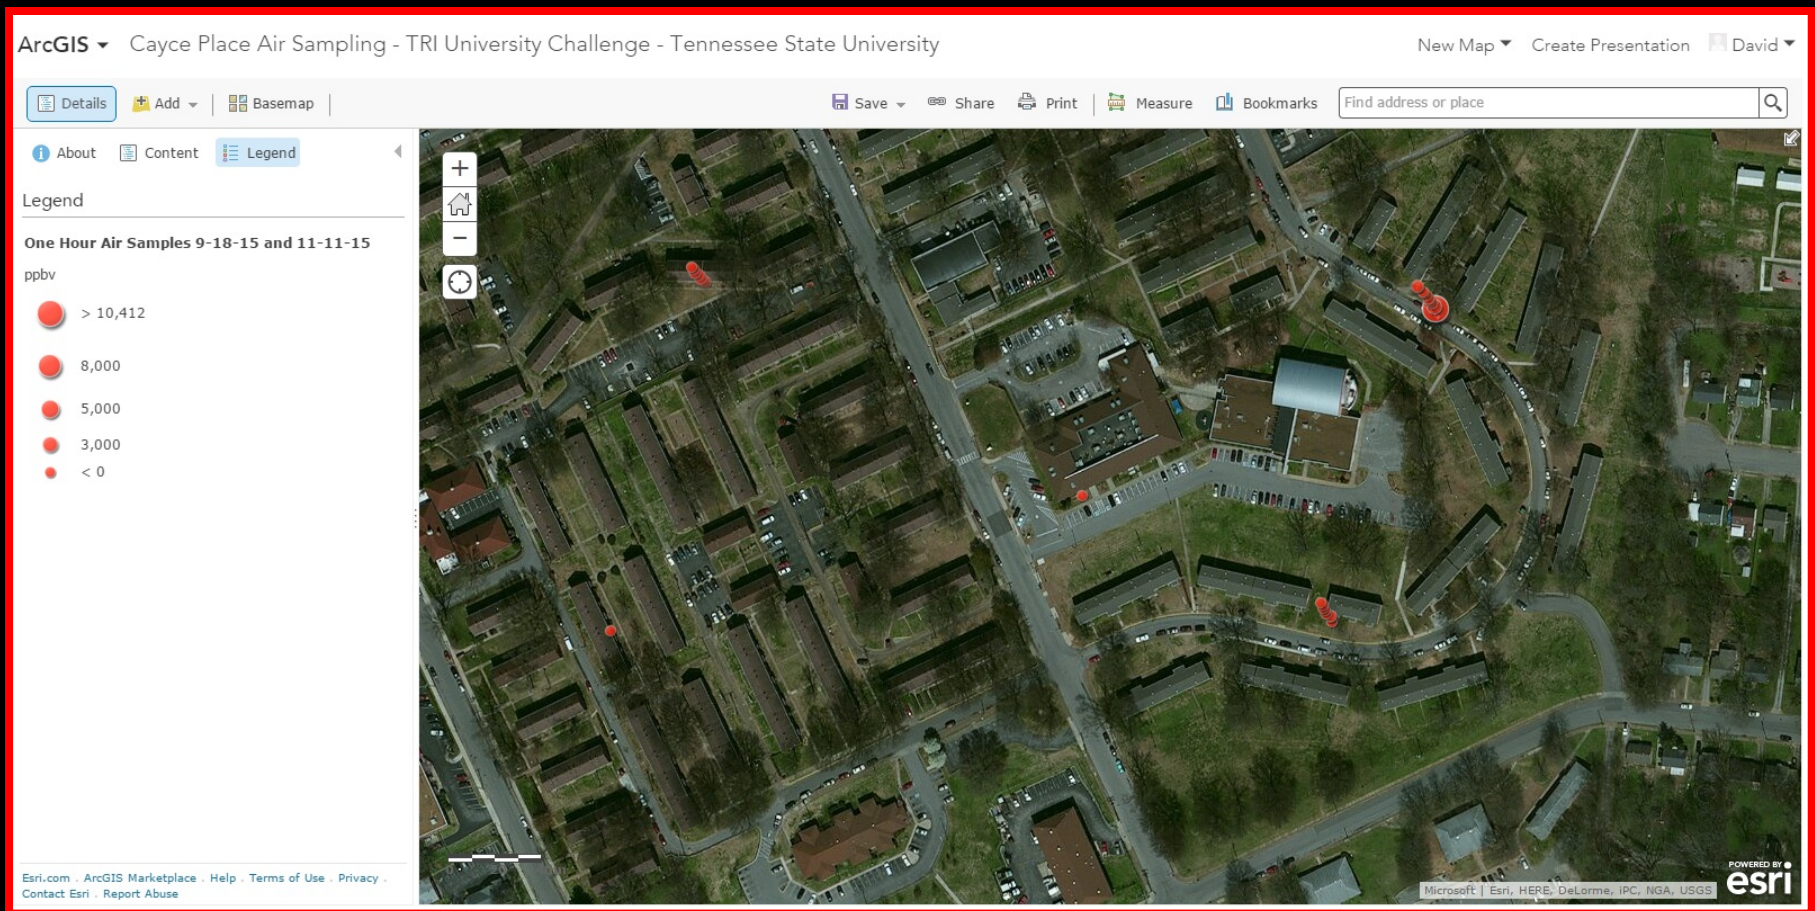 ArcGIS Cayce Place Air Sampling - TRI University Challenge - Tennessee State University New Map Create Presentation David
Details Add Basemap Save Share Print Measure Bookmarks Find address or place
About Content Legend
Legend
One Hour Air Samples 9-18-15 and 11-11-15
ppbv
> 10,412
8,000
5,000
3,000
< 0
Esri.com . ArcGIS Marketplace . Help . Terms of Use . Privacy .
Contact Esri . Report Abuse
POWERED BY
esri
Microsoft | Esri, HERE, DeLorme, iPC, NGA, USGS